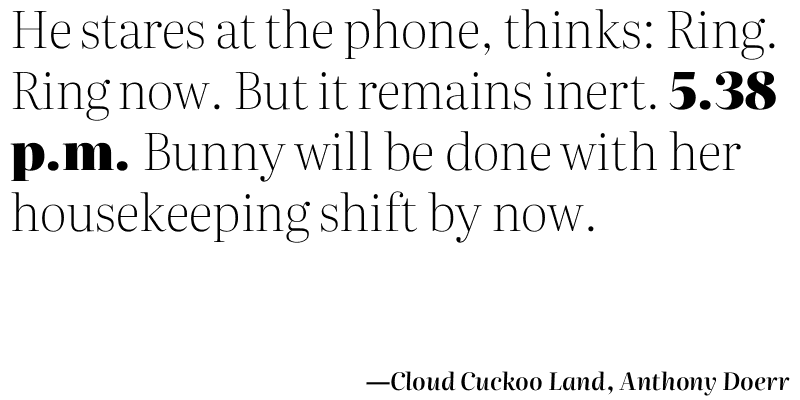 He stares at the phone, thinks: Ring.
Ring now. But it remains inert. 5.38
p.m. Bunny will be done with her
housekeeping shift by now.
—Cloud Cuckoo Land, Anthony Doerr